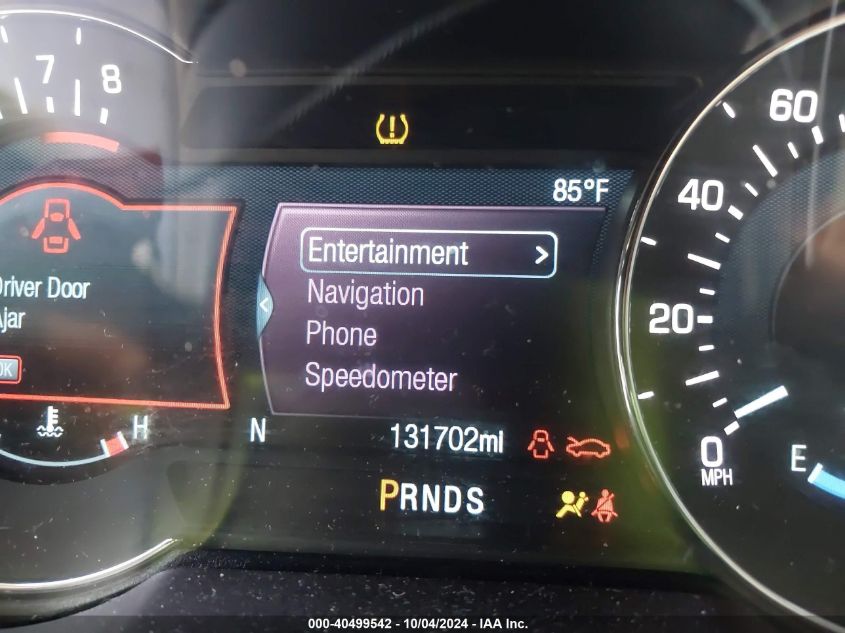 7 8
60
85°F
40
Entertainment >
Driver Door
Navigation
20
Ajar
Phone
OK
Speedometer
H N 131702mi
0 E
MPH
PRNDS
000-40499542 - 10/04/2024 - IAA Inc.